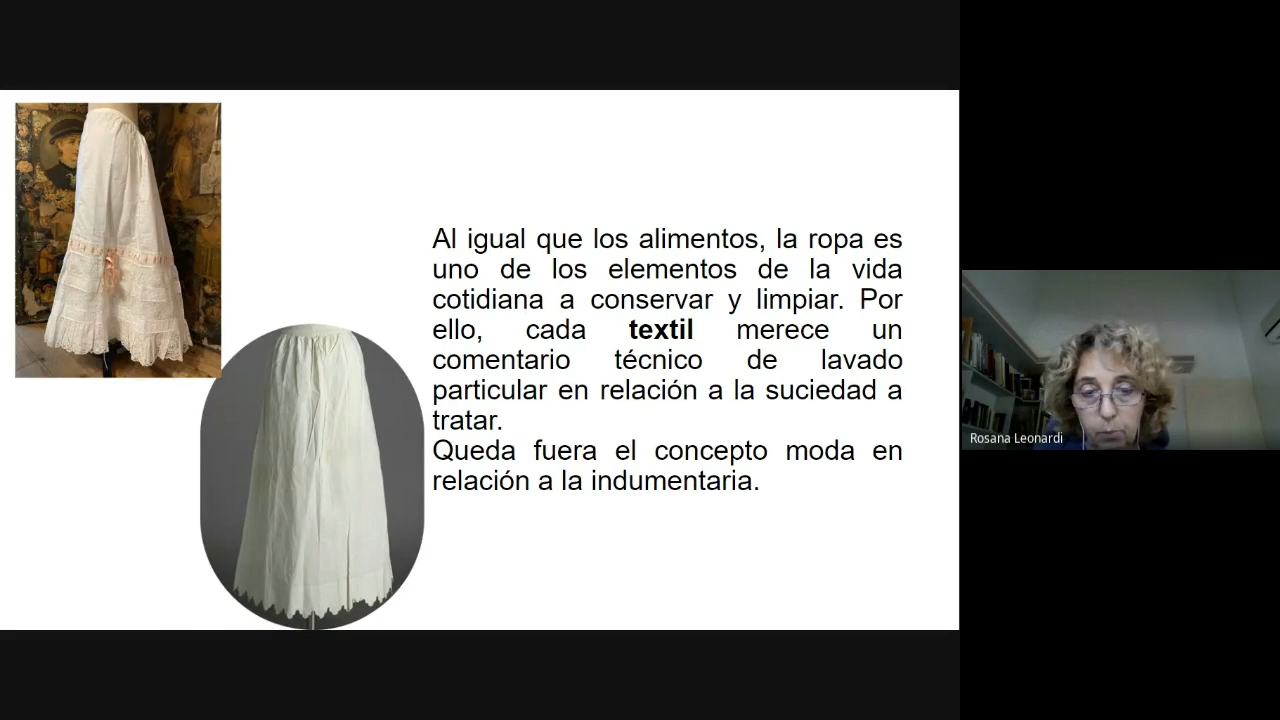 Al igual que los alimentos, la ropa es
uno de los elementos de la vida
cotidiana a conservar y limpiar. Por
ello, cada textil merece un
comentario técnico de lavado
particular en relación a la suciedad a
tratar.
Queda fuera el concepto moda en
relación a la indumentaria.
Rosana Leonardi